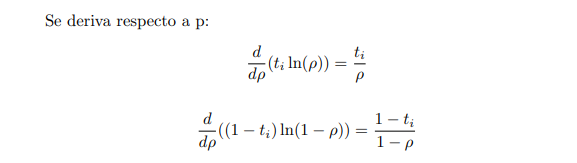 Se deriva respecto a p:
d/dρ (t_i ln(ρ)) = t_i/ρ
d/dρ ((1 − t_i) ln(1 − ρ)) = (1 − t_i)/(1 − ρ)